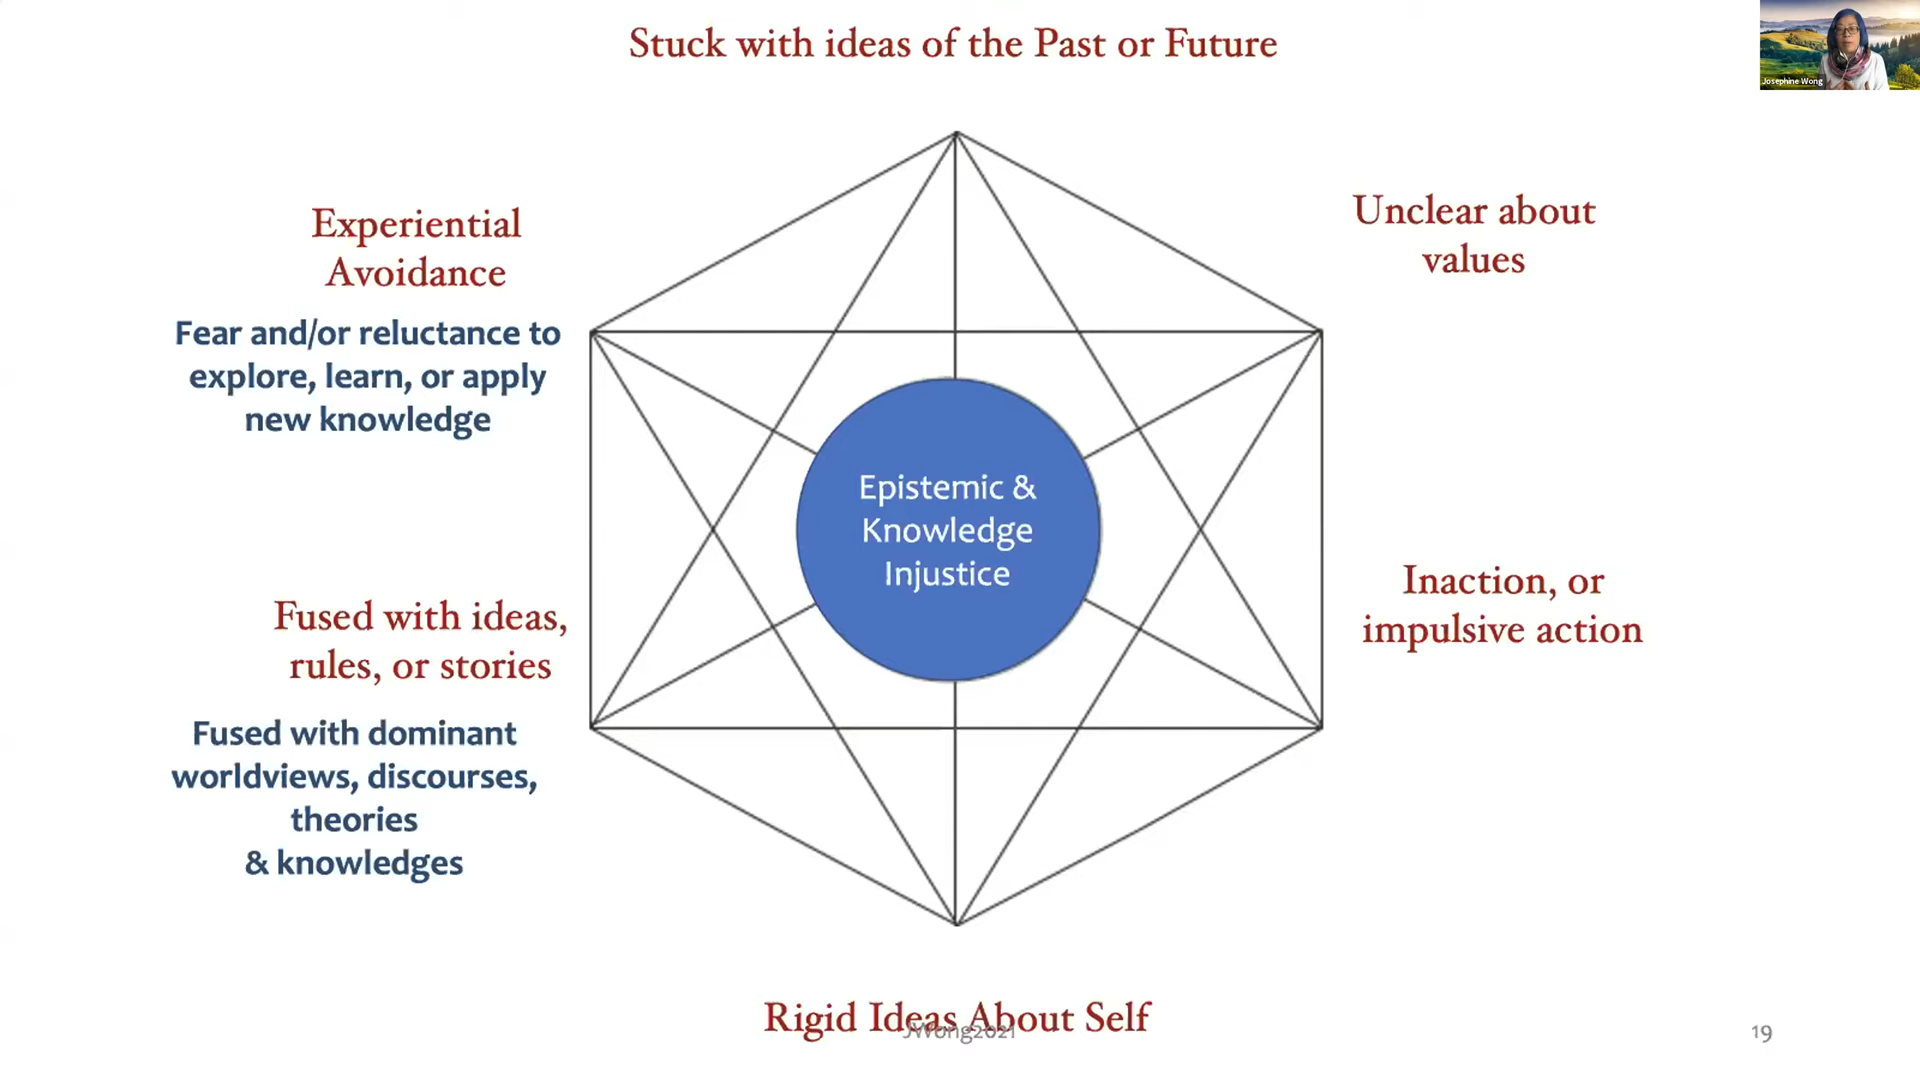 Stuck with ideas of the Past or Future
Josephine Wong
Experiential
Avoidance
Fear and/or reluctance to
explore, learn, or apply
new knowledge
Unclear about
values
Epistemic &
Knowledge
Injustice
Fused with ideas,
rules, or stories
Fused with dominant
worldviews, discourses,
theories
& knowledges
Inaction, or
impulsive action
Rigid Ideas About Self
JWong2021
19